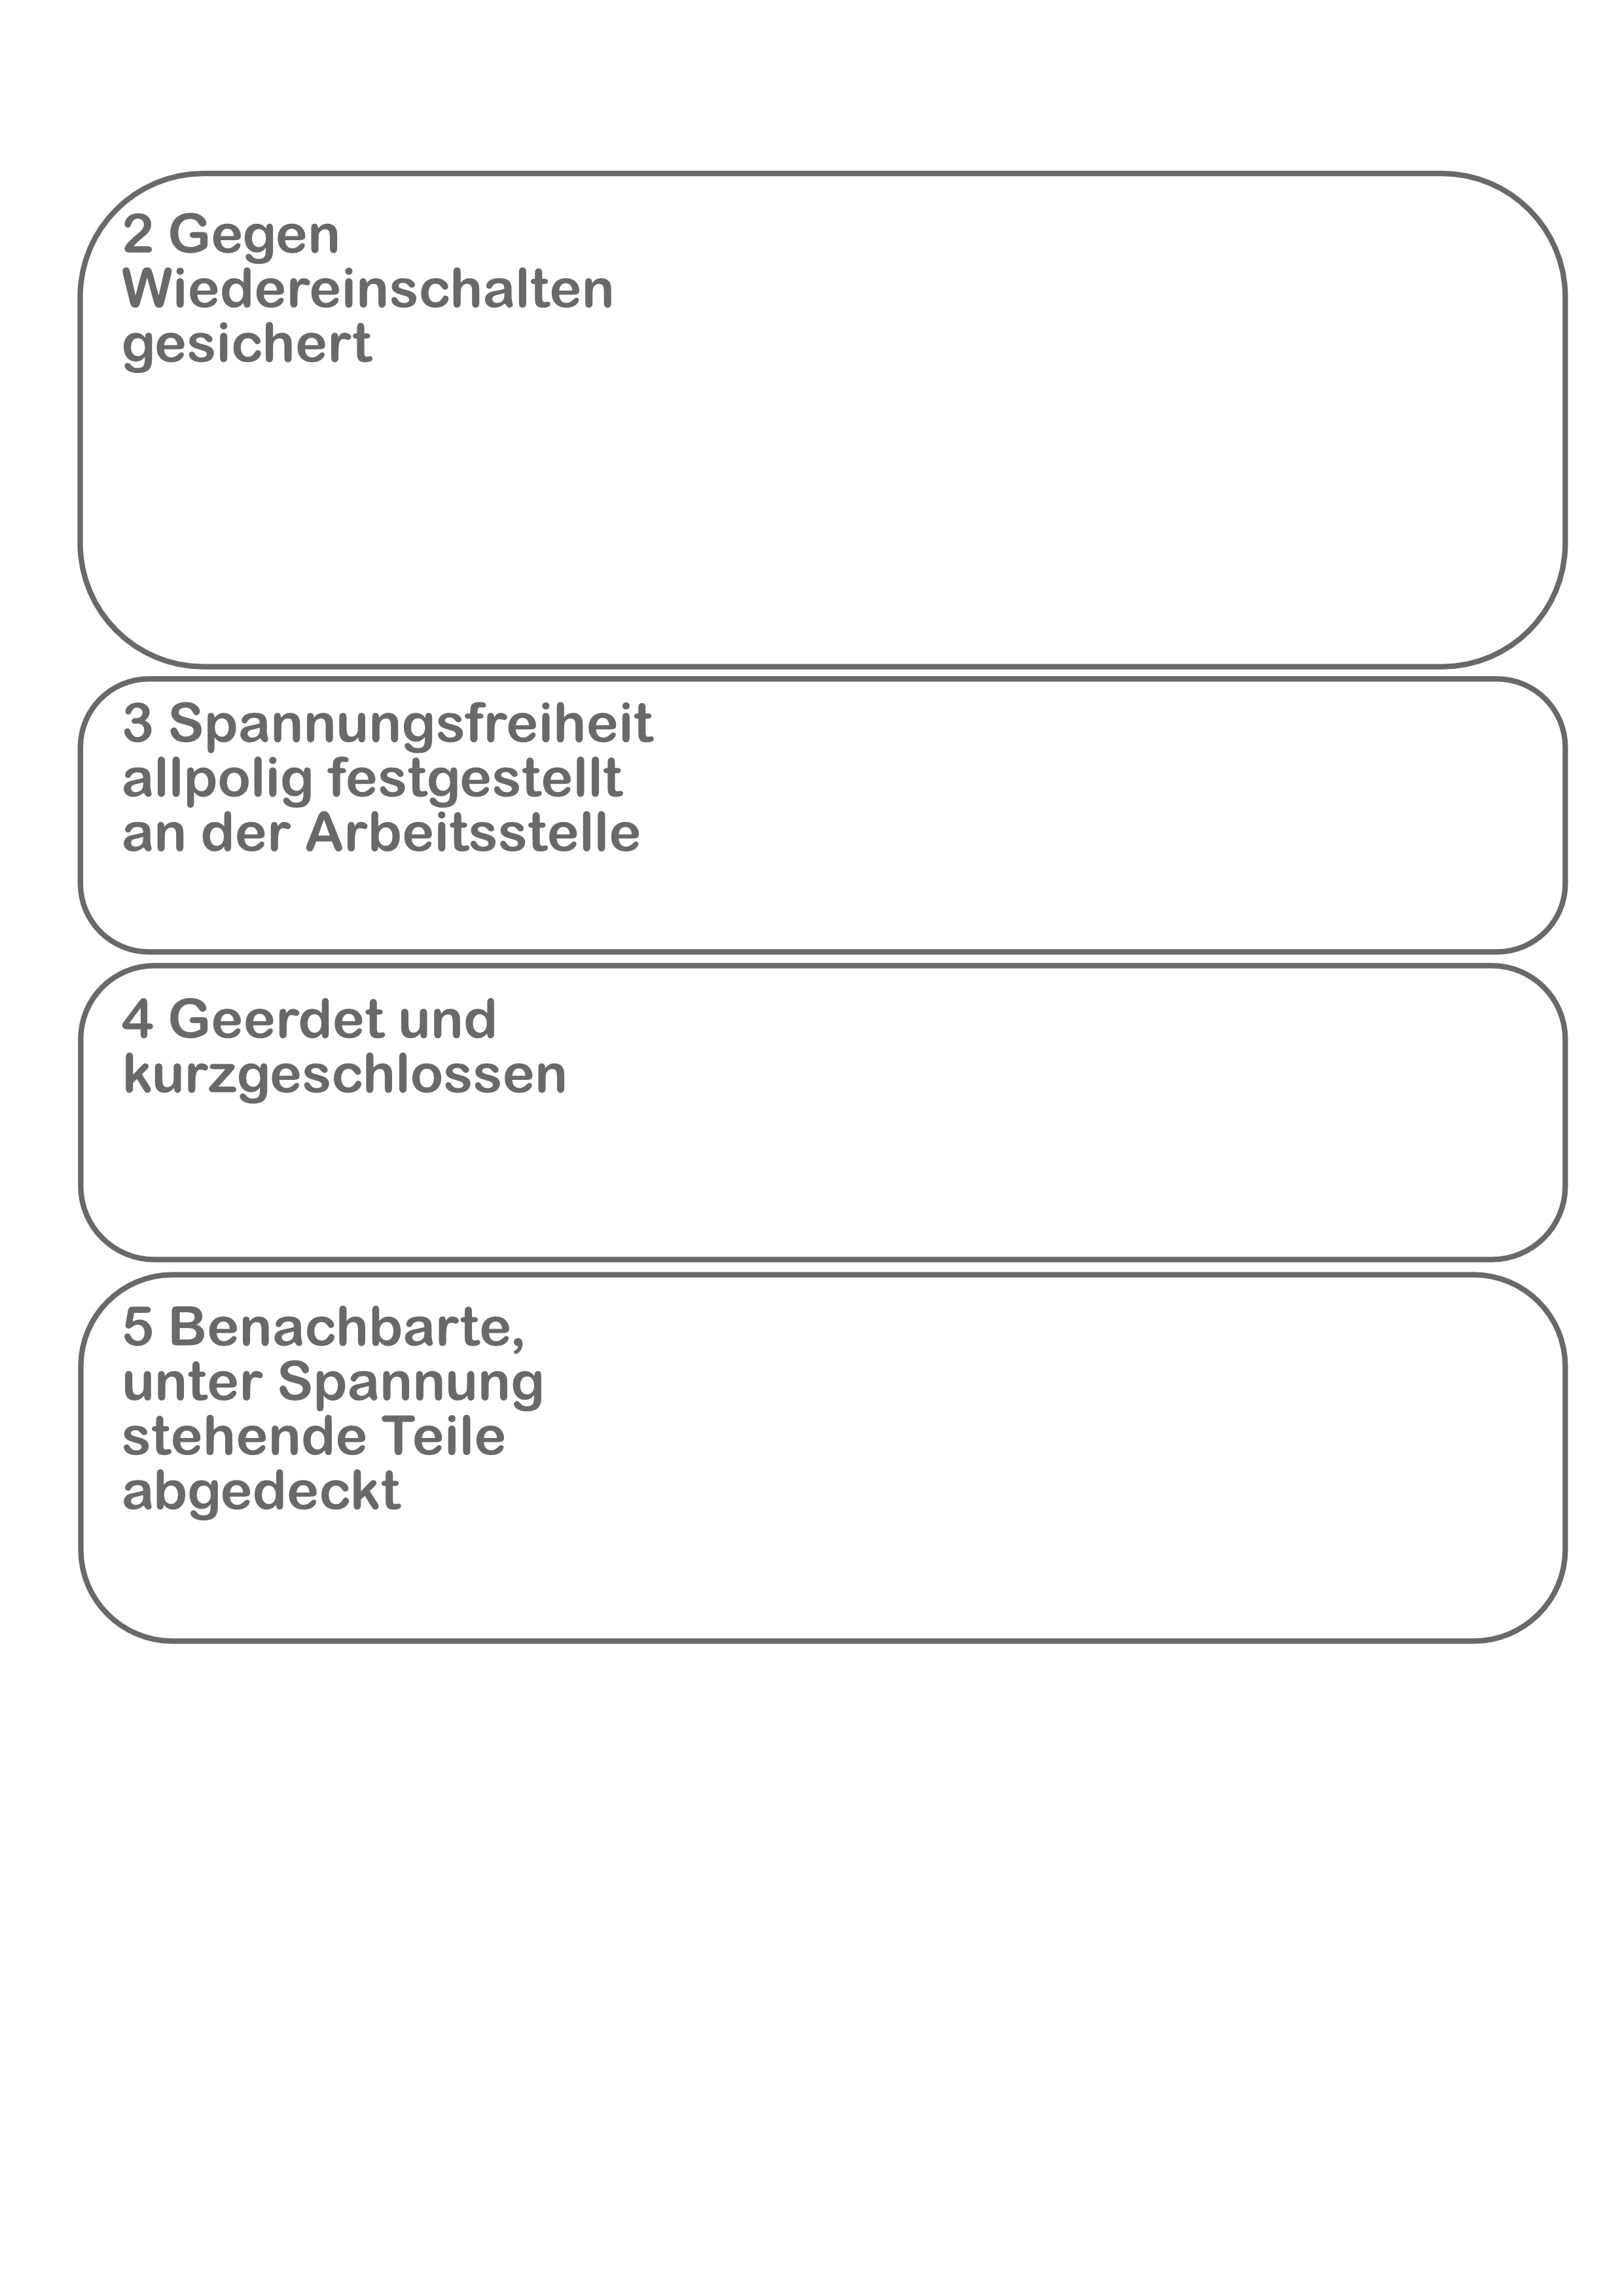 2 Gegen
Wiedereinschalten
gesichert
3 Spannungsfreiheit
allpolig festgestellt
an der Arbeitsstelle
4 Geerdet und
kurzgeschlossen
5 Benachbarte,
unter Spannung
stehende Teile
abgedeckt